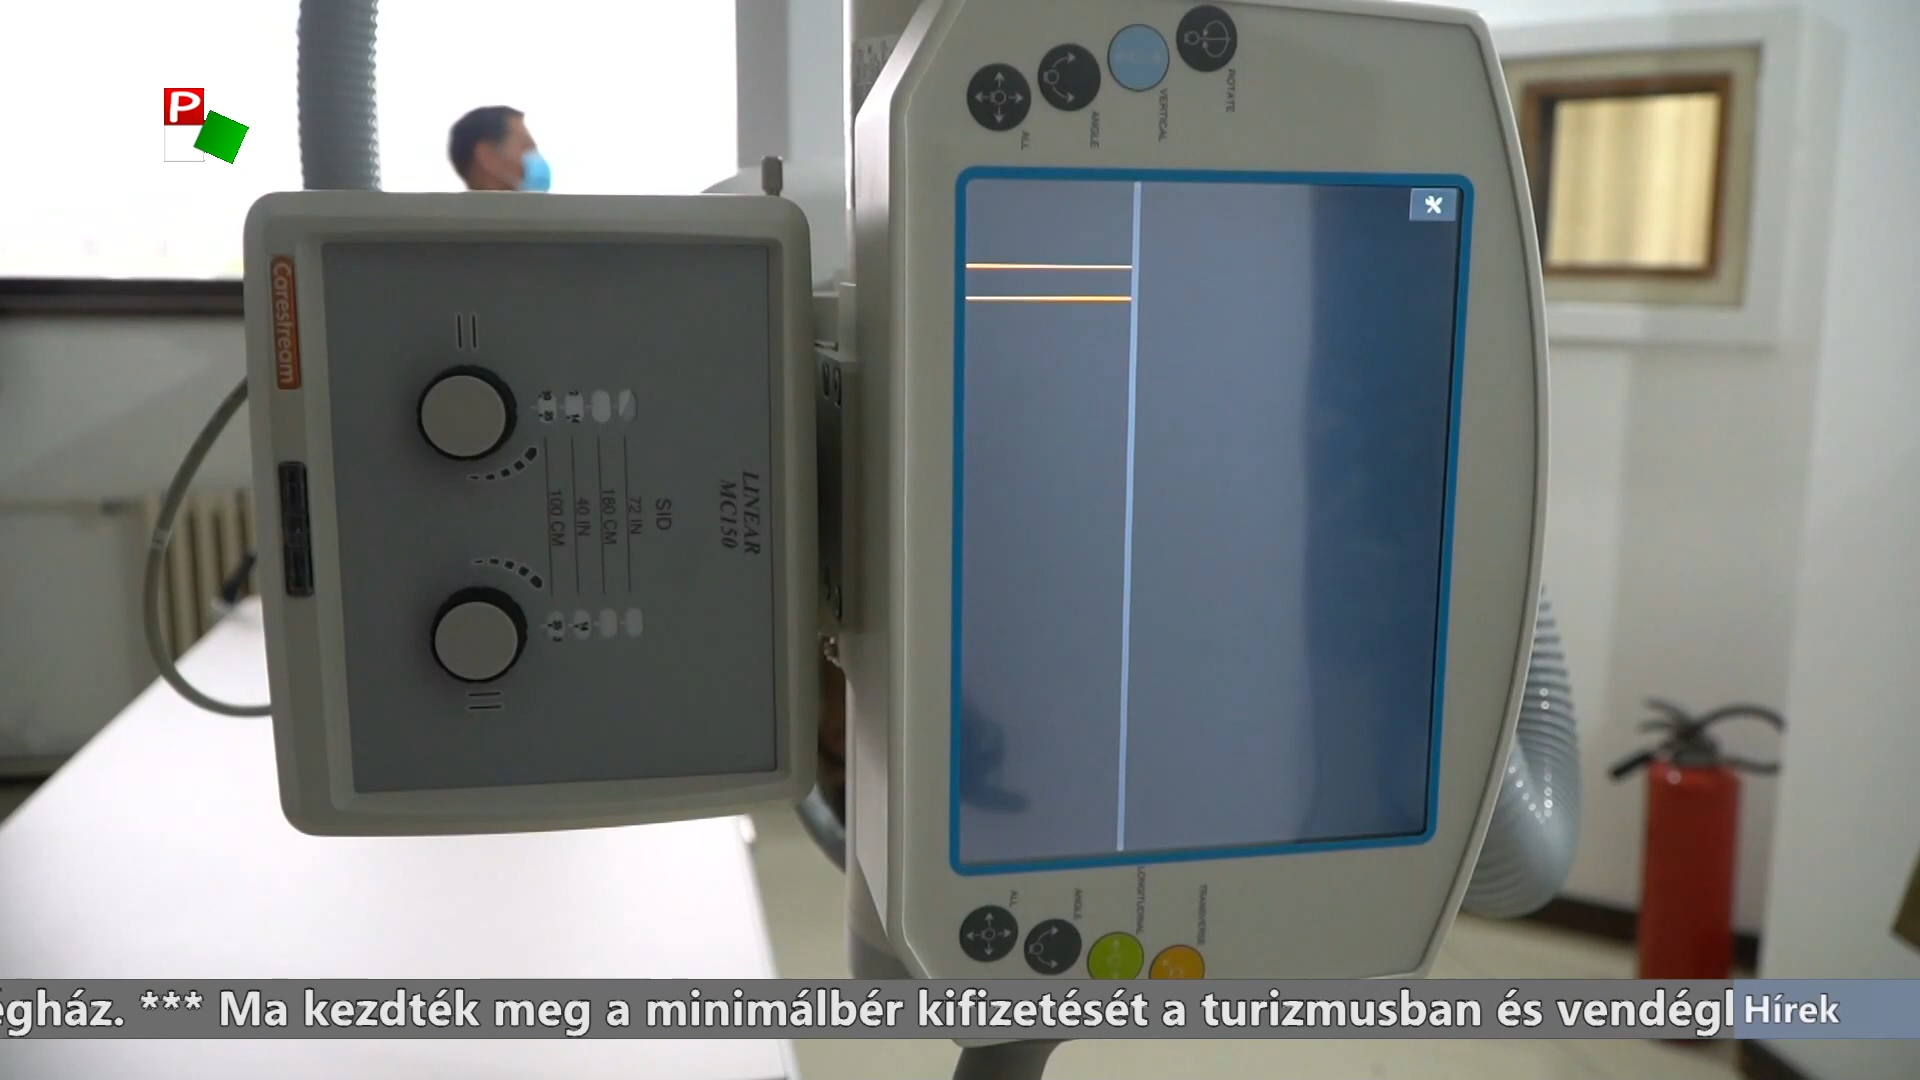 P
ROTATE
VERTICAL
ANGLE
ALL
Carestream
LINEAR
MC150
SID
72 IN
180 CM
40 IN
100 CM
TRANSVERSE
LONGITUDINAL
ANGLE
ALL
égház. *** Ma kezdték meg a minimálbér kifizetését a turizmusban és vendégl
Hírek